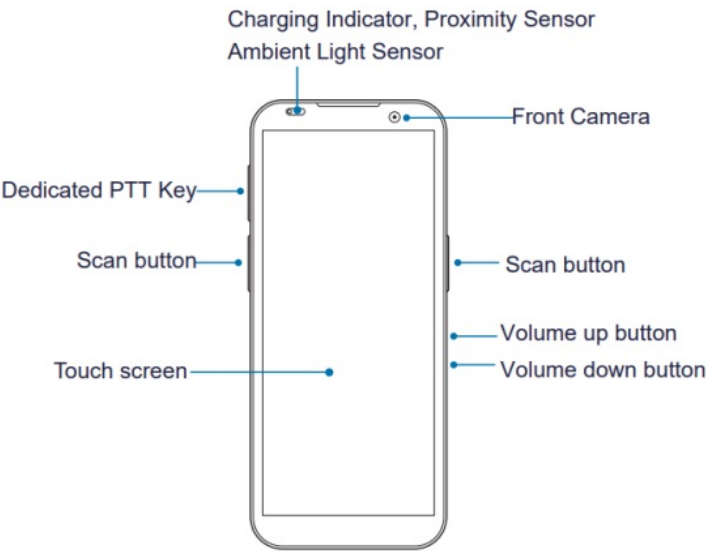 Charging Indicator, Proximity Sensor
Ambient Light Sensor
Front Camera
Dedicated PTT Key
Scan button
Scan button
Volume up button
Touch screen
Volume down button